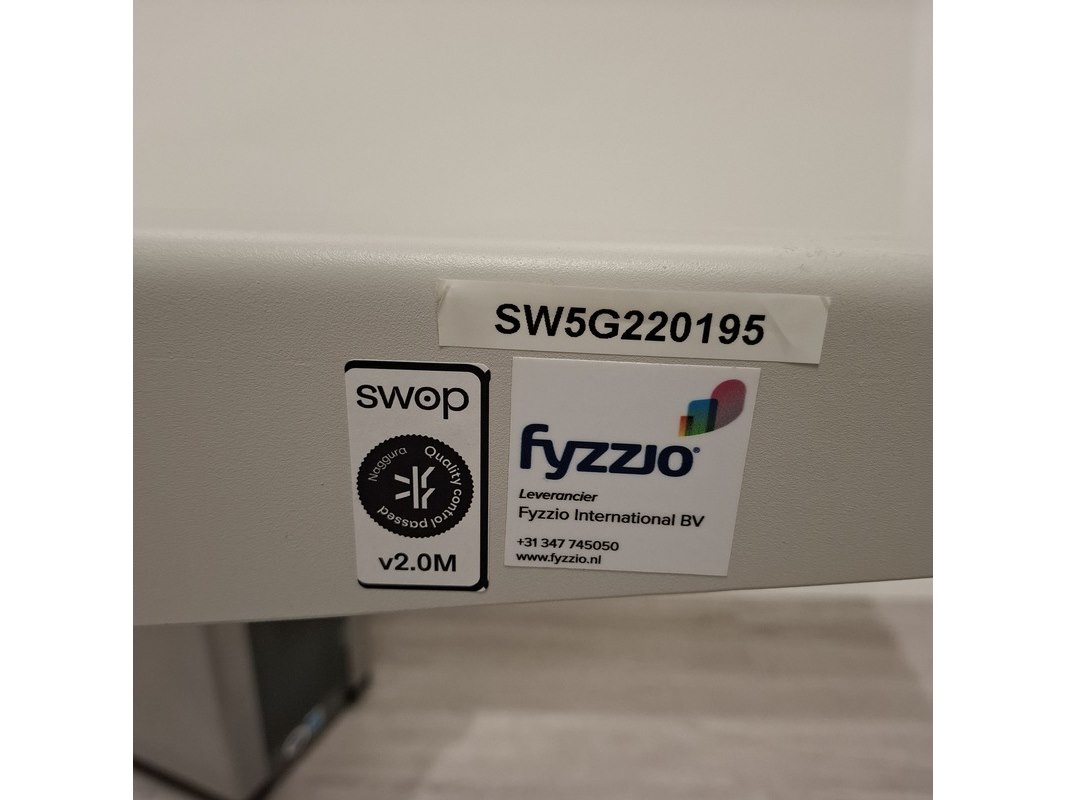 SW5G220195
swop
Naggura
Quality control passed
v2.0M
fyzzio®
Leverancier
Fyzzio International BV
+31 347 745050
www.fyzzio.nl